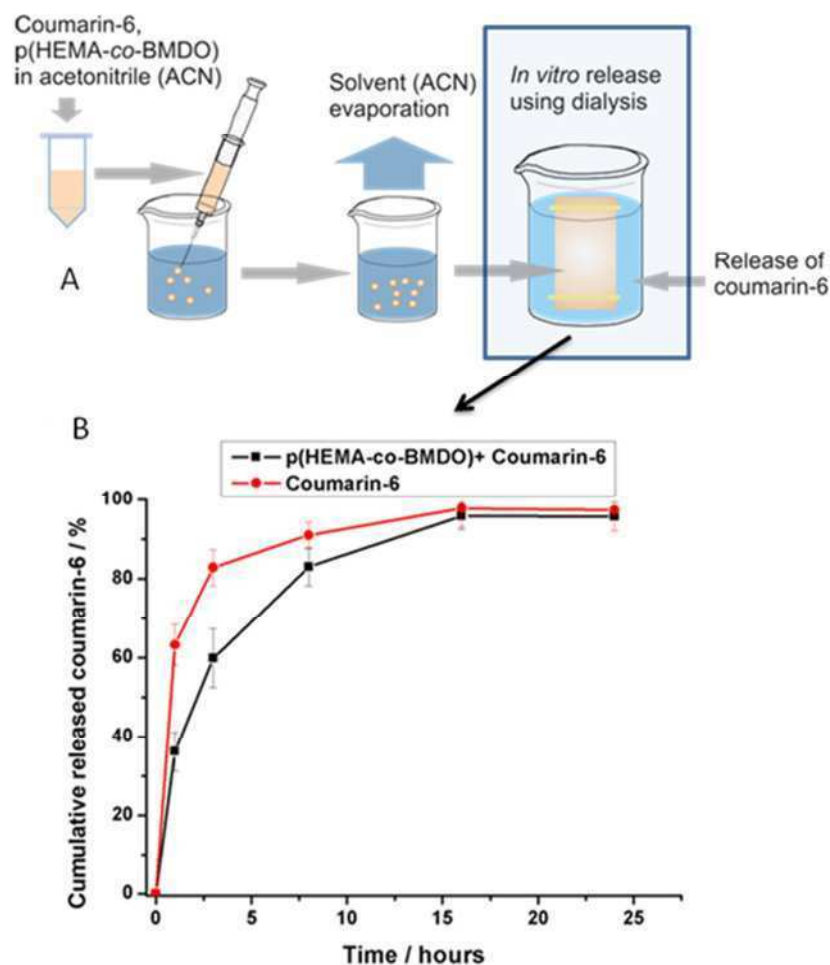 Coumarin-6,
p(HEMA-co-BMDO)
in acetonitrile (ACN)
Solvent (ACN)
evaporation
In vitro release
using dialysis
A
Release of
coumarin-6
B
p(HEMA-co-BMDO)+ Coumarin-6
Coumarin-6
Cumulative released coumarin-6 / %
100
80
60
40
20
0
0 5 10 15 20 25
Time / hours